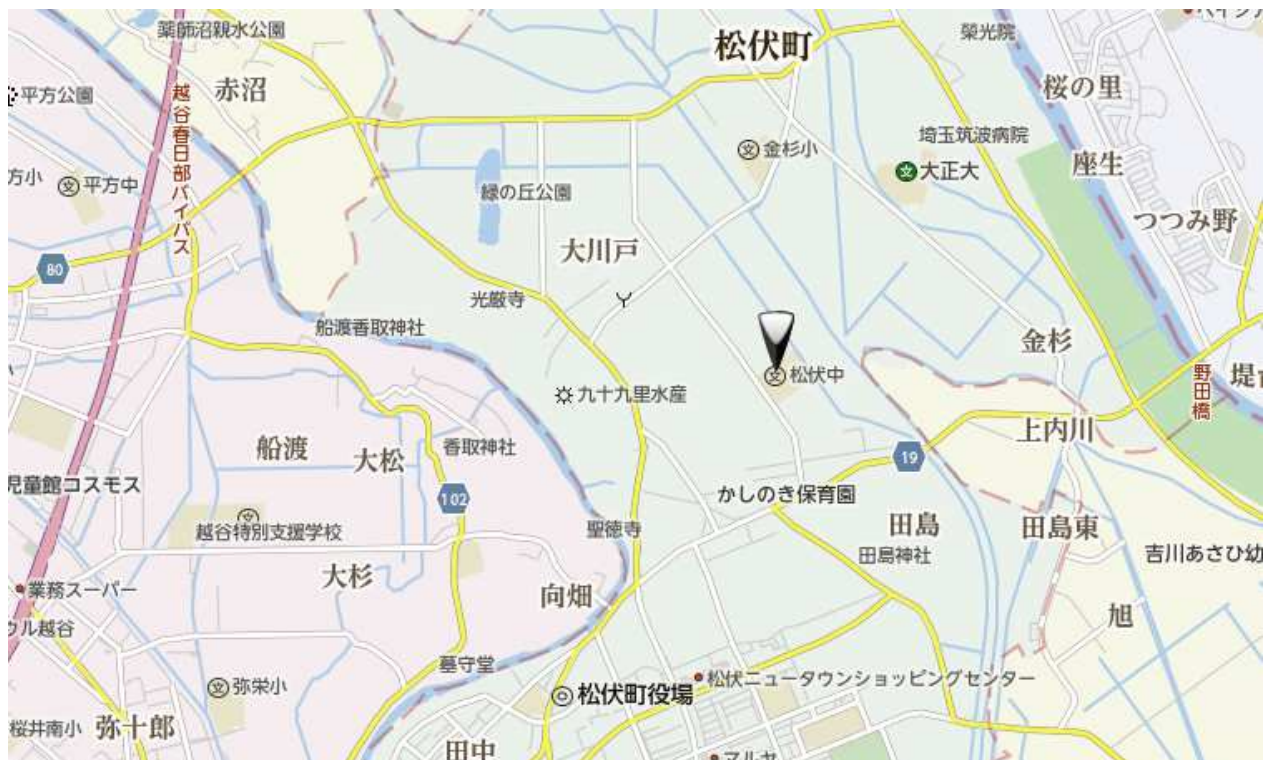 薬師沼親水公園
松伏町
榮光院
赤沼
桜の里
平方公園
越谷春日部バイパス
埼玉筑波病院
金杉小
座生
方小
平方中
大正大
緑の丘公園
つつみ野
大川戸
80
光厳寺
船渡香取神社
金杉
松伏中
野田橋
九十九里水産
上内川
船渡
大松
香取神社
19
児童館コスモス
102
かしのき保育園
越谷特別支援学校
聖徳寺
田島
田島東
田島神社
吉川あさひ幼
大杉
業務スーパー
向畑
旭
ウル越谷
墓守堂
松伏ニュータウンショッピングセンター
弥栄小
松伏町役場
桜井南小
弥十郎
田中
マルヤ